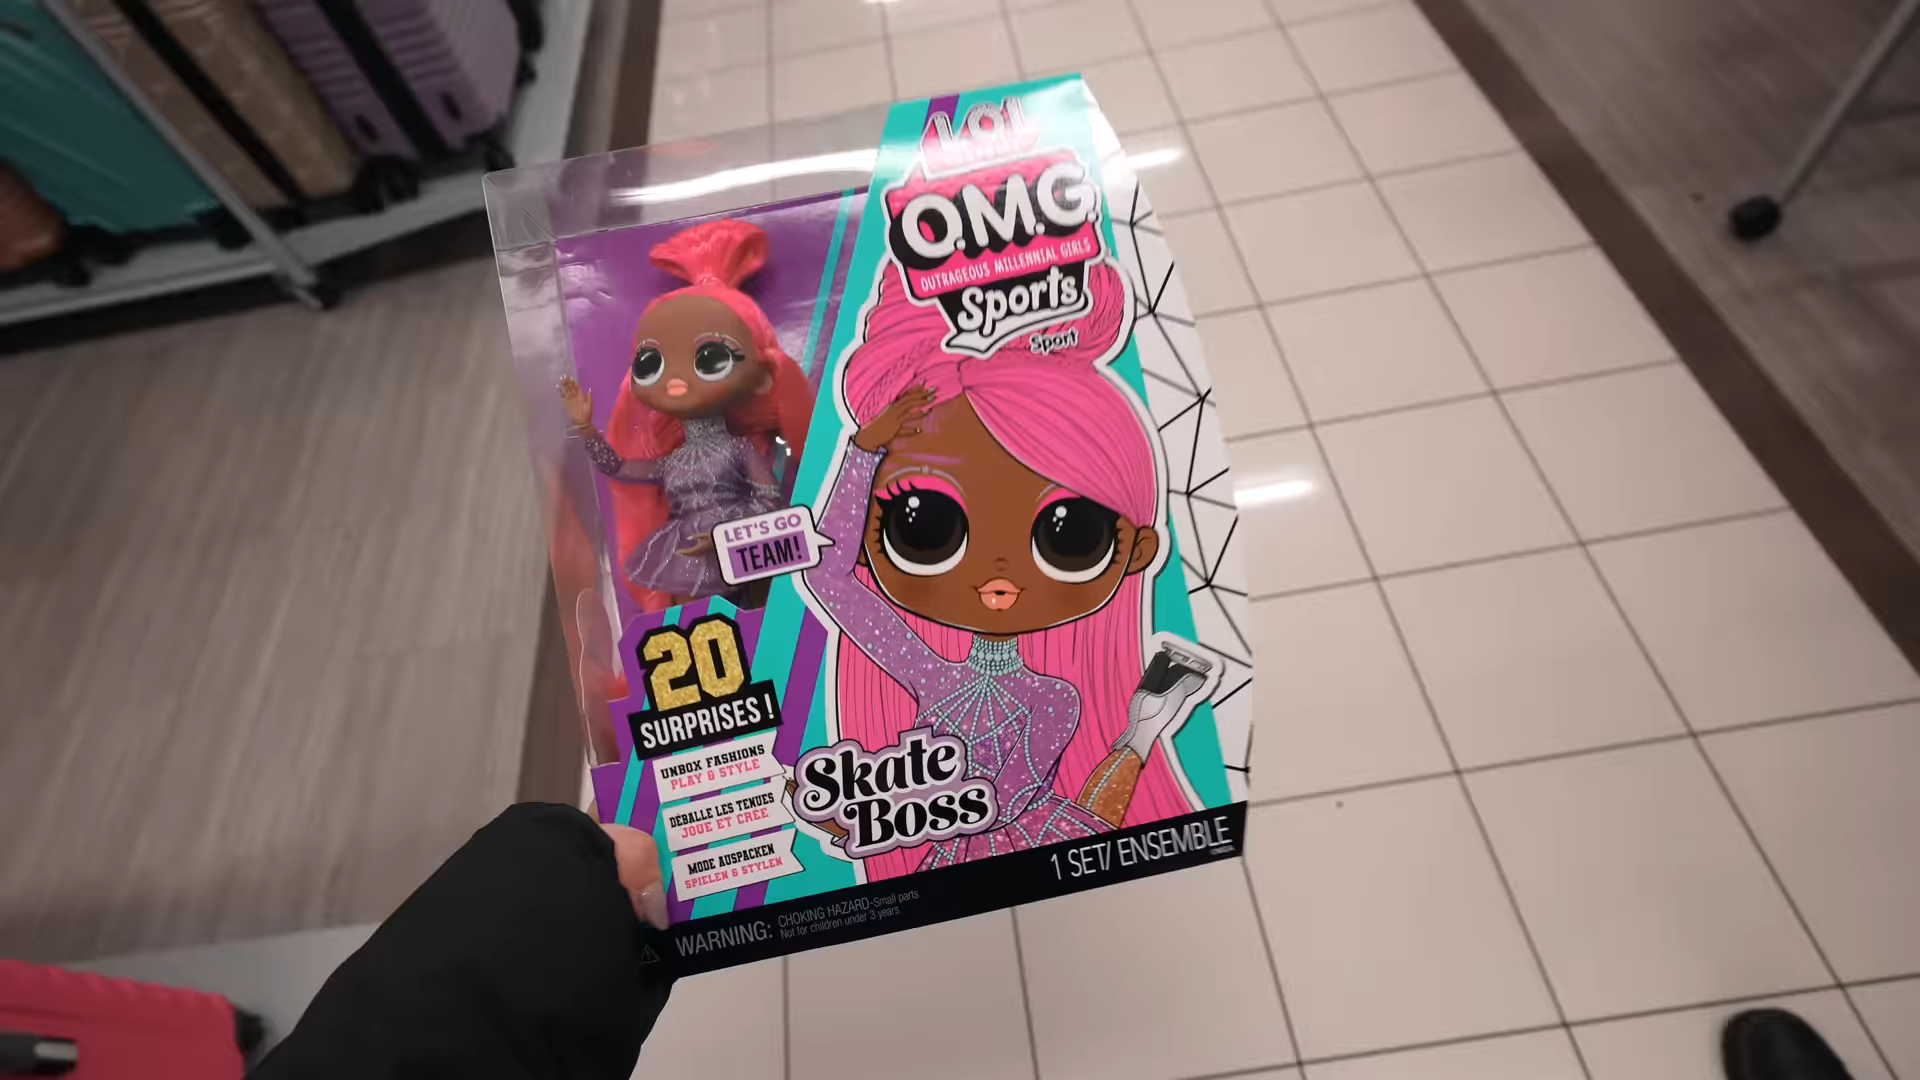 L.O.L.
O.M.G.
OUTRAGEOUS MILLENNIAL GIRLS
Sports
Sport
LET'S GO
TEAM!
20
SURPRISES !
UNBOX FASHIONS
PLAY & STYLE
DÉBALLE LES TENUES
JOUE ET CRÉE
MODE AUSPACKEN
SPIELEN & STYLEN
Skate
Boss
1 SET/ ENSEMBLE
WARNING: CHOKING HAZARD-Small parts.
Not for children under 3 years.